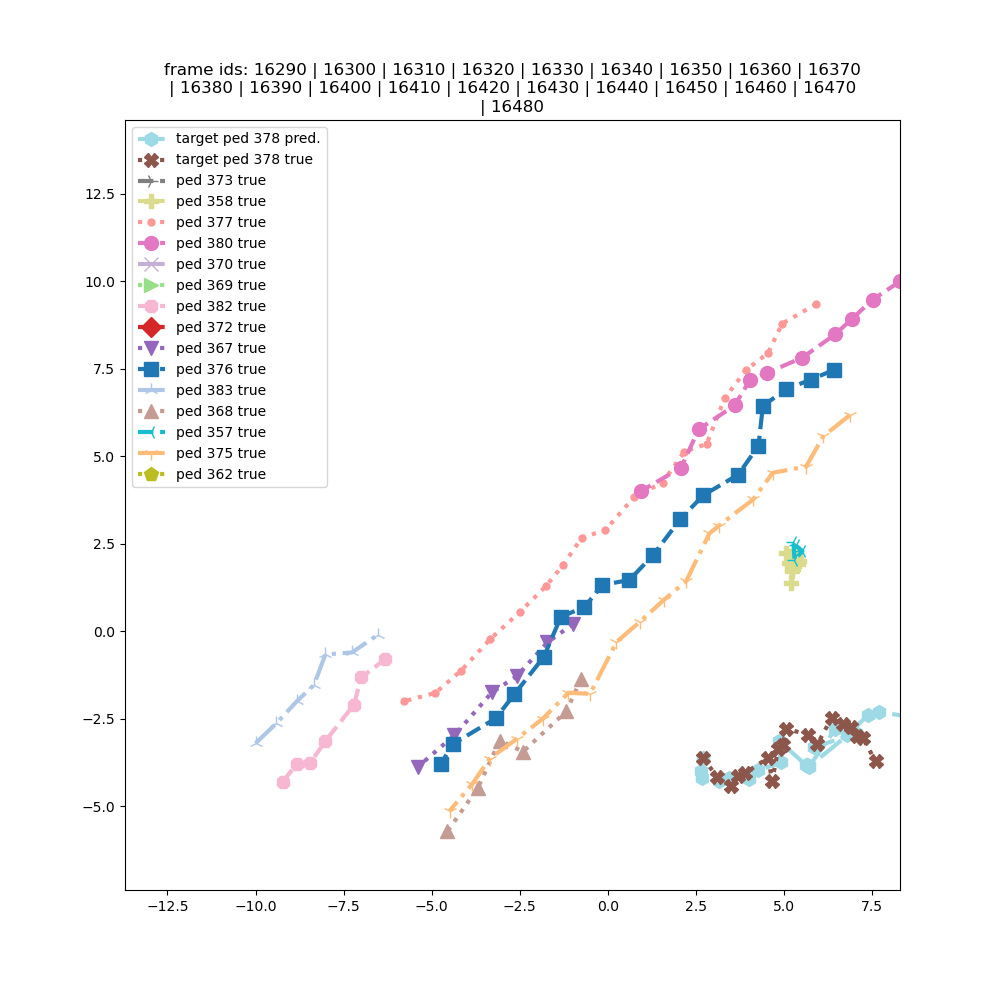 frame ids: 16290 | 16300 | 16310 | 16320 | 16330 | 16340 | 16350 | 16360 | 16370
| 16380 | 16390 | 16400 | 16410 | 16420 | 16430 | 16440 | 16450 | 16460 | 16470
| 16480
target ped 378 pred.
target ped 378 true
ped 373 true
ped 358 true
ped 377 true
ped 380 true
ped 370 true
ped 369 true
ped 382 true
ped 372 true
ped 367 true
ped 376 true
ped 383 true
ped 368 true
ped 357 true
ped 375 true
ped 362 true
12.5
10.0
7.5
5.0
2.5
0.0
−2.5
−5.0
−12.5 −10.0 −7.5 −5.0 −2.5 0.0 2.5 5.0 7.5